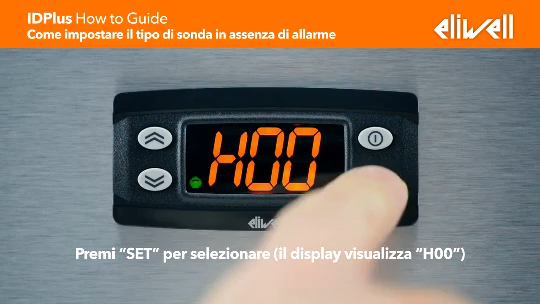 IDPlus How to Guide
Come impostare il tipo di sonda in assenza di allarme
eliwell
H00
eliwell
Premi “SET” per selezionare (il display visualizza “H00”)